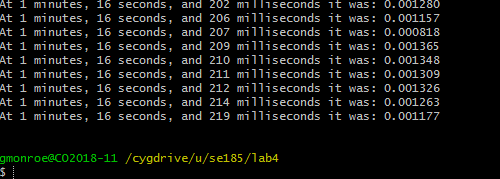 At 1 minutes, 16 seconds, and 202 milliseconds it was: 0.001280
At 1 minutes, 16 seconds, and 206 milliseconds it was: 0.001157
At 1 minutes, 16 seconds, and 207 milliseconds it was: 0.000818
At 1 minutes, 16 seconds, and 209 milliseconds it was: 0.001365
At 1 minutes, 16 seconds, and 210 milliseconds it was: 0.001348
At 1 minutes, 16 seconds, and 211 milliseconds it was: 0.001309
At 1 minutes, 16 seconds, and 212 milliseconds it was: 0.001326
At 1 minutes, 16 seconds, and 214 milliseconds it was: 0.001263
At 1 minutes, 16 seconds, and 219 milliseconds it was: 0.001177
gmonroe@CO2018-11 /cygdrive/u/se185/lab4
$